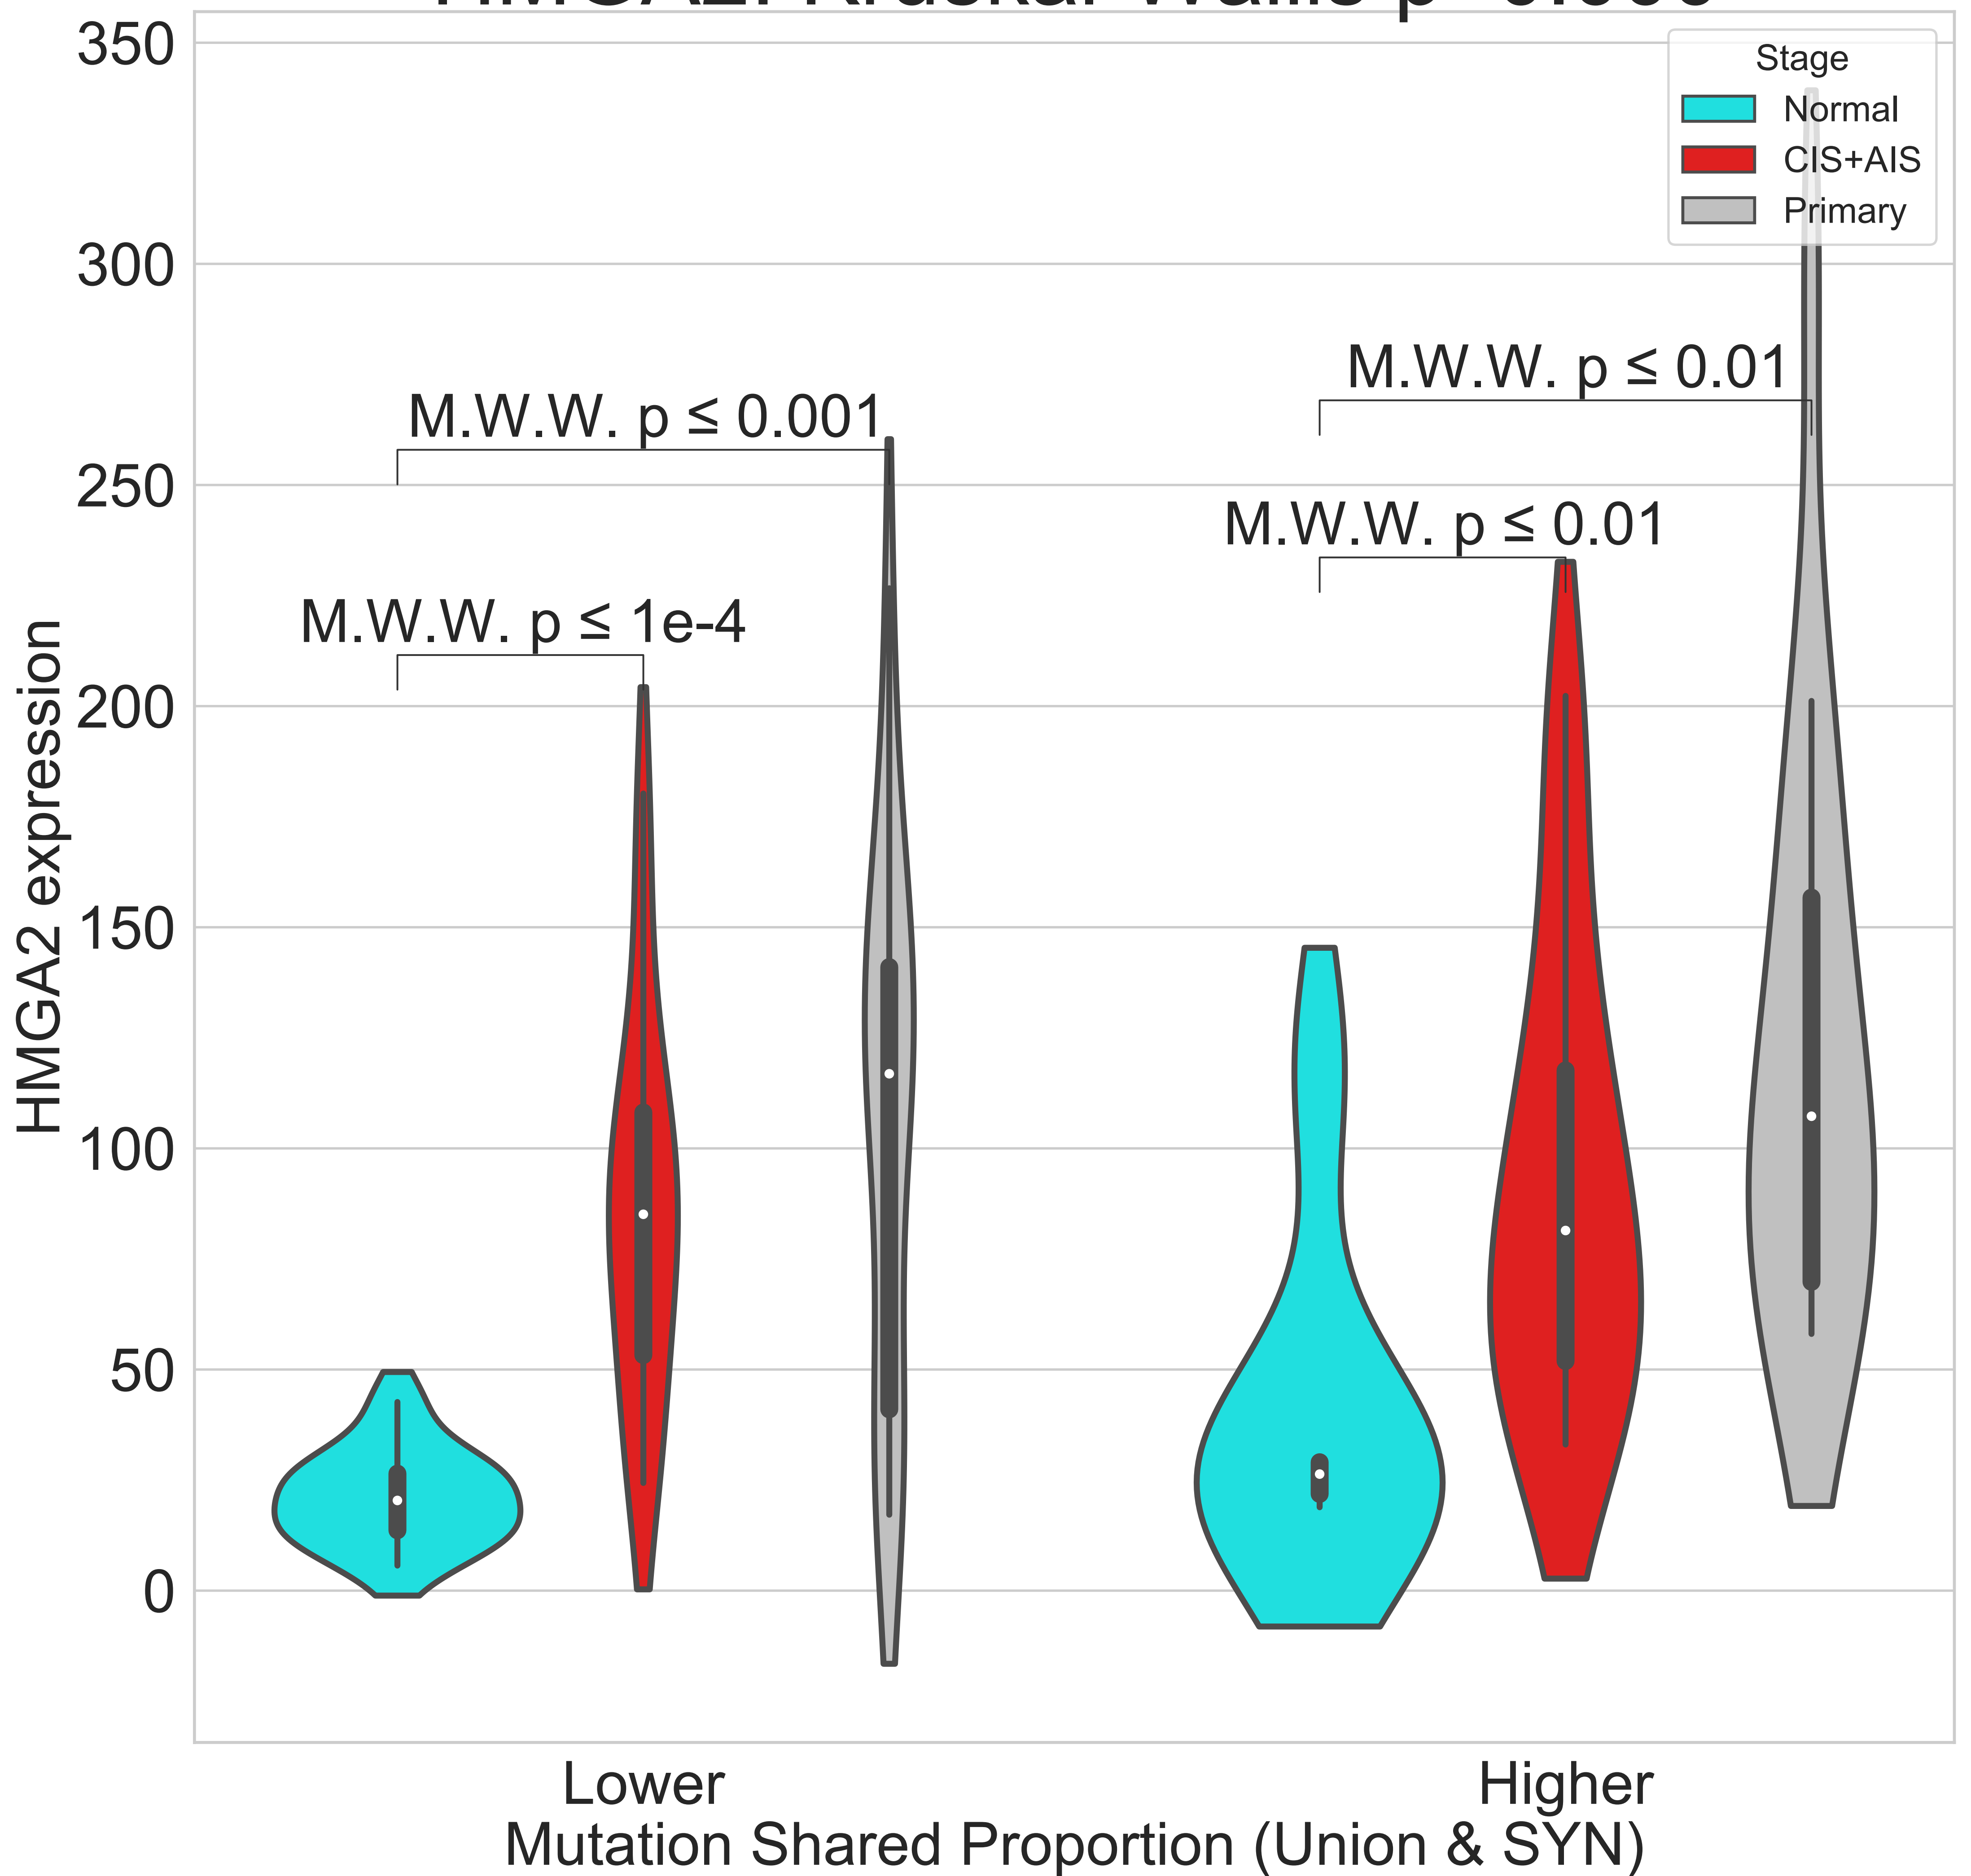 350
300
250
200
150
100
50
0
HMGA2 expression
Stage
Normal
CIS+AIS
Primary
M.W.W. p ≤ 0.01
M.W.W. p ≤ 0.001
M.W.W. p ≤ 0.01
M.W.W. p ≤ 1e-4
Lower
Higher
Mutation Shared Proportion (Union & SYN)